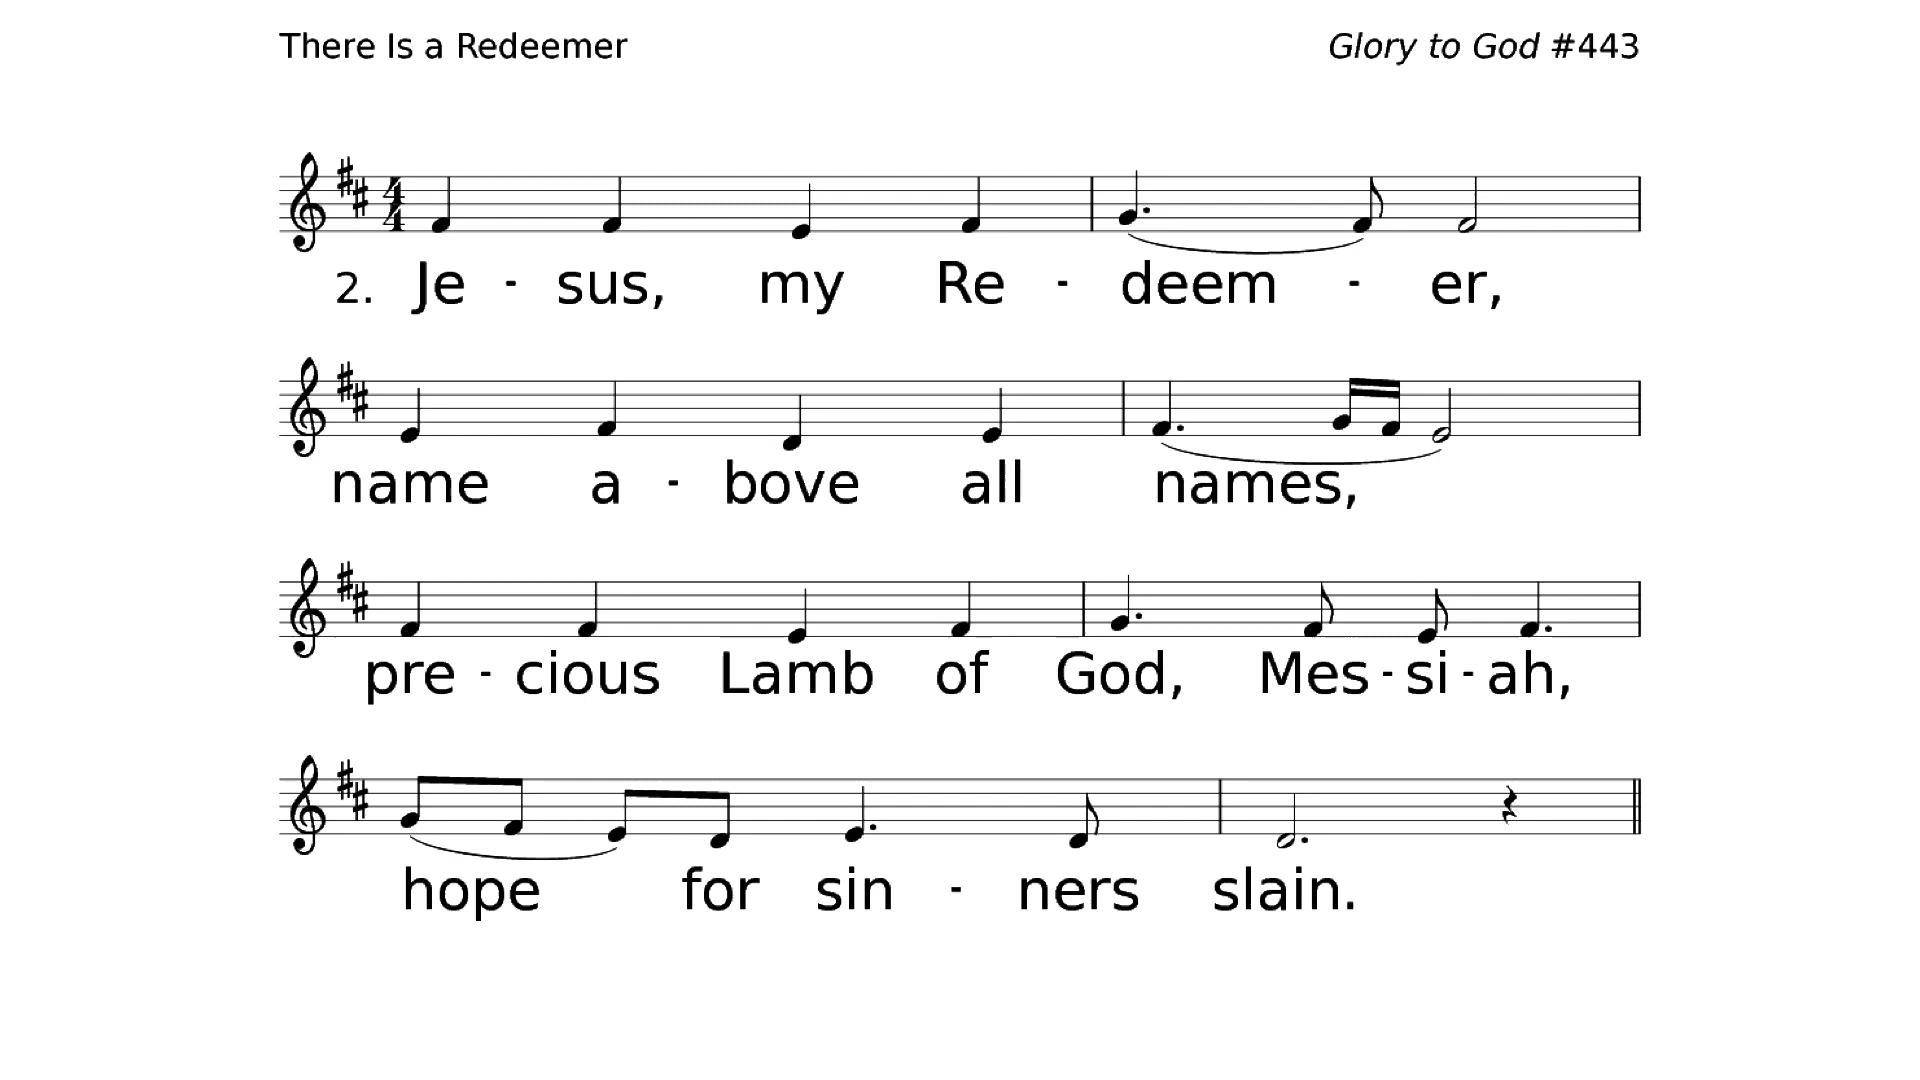 There Is a Redeemer Glory to God #443
2. Je - sus, my Re - deem - er,
name a - bove all names,
pre - cious Lamb of God, Mes - si - ah,
hope for sin - ners slain.